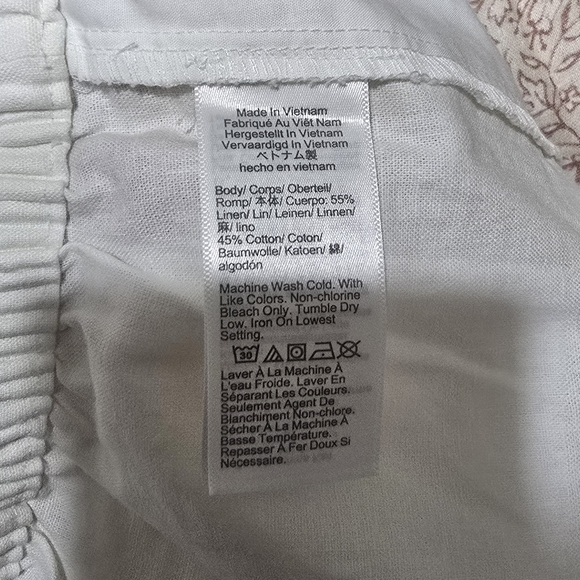 Made In Vietnam
Fabriqué Au Viêt Nam
Hergestellt In Vietnam
Vervaardigd In Vietnam
ベトナム製
hecho en vietnam
Body/ Corps/ Oberteil/
Romp/ 本体/ Cuerpo: 55%
Linen/ Lin/ Leinen/ Linnen/
麻/ lino
45% Cotton/ Coton/
Baumwolle/ Katoen/ 綿/
algodón
Machine Wash Cold. With
Like Colors. Non-chlorine
Bleach Only. Tumble Dry
Low. Iron On Lowest
Setting.
30
Laver À La Machine À
L'eau Froide. Laver En
Séparant Les Couleurs.
Seulement Agent De
Blanchiment Non-chlore.
Sécher À La Machine À
Basse Température.
Repasser À Fer Doux Si
Nécessaire.